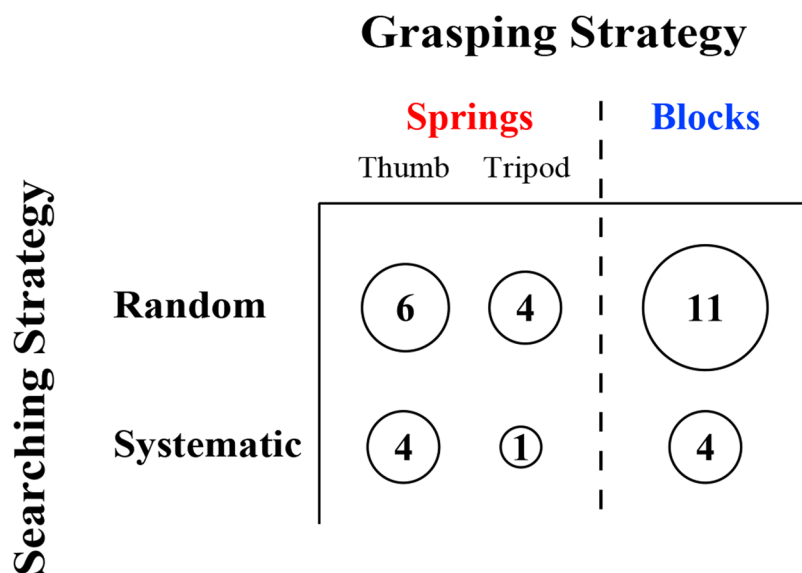 Grasping Strategy
Springs
Blocks
Thumb
Tripod
Searching Strategy
Random
6
4
11
Systematic
4
1
4